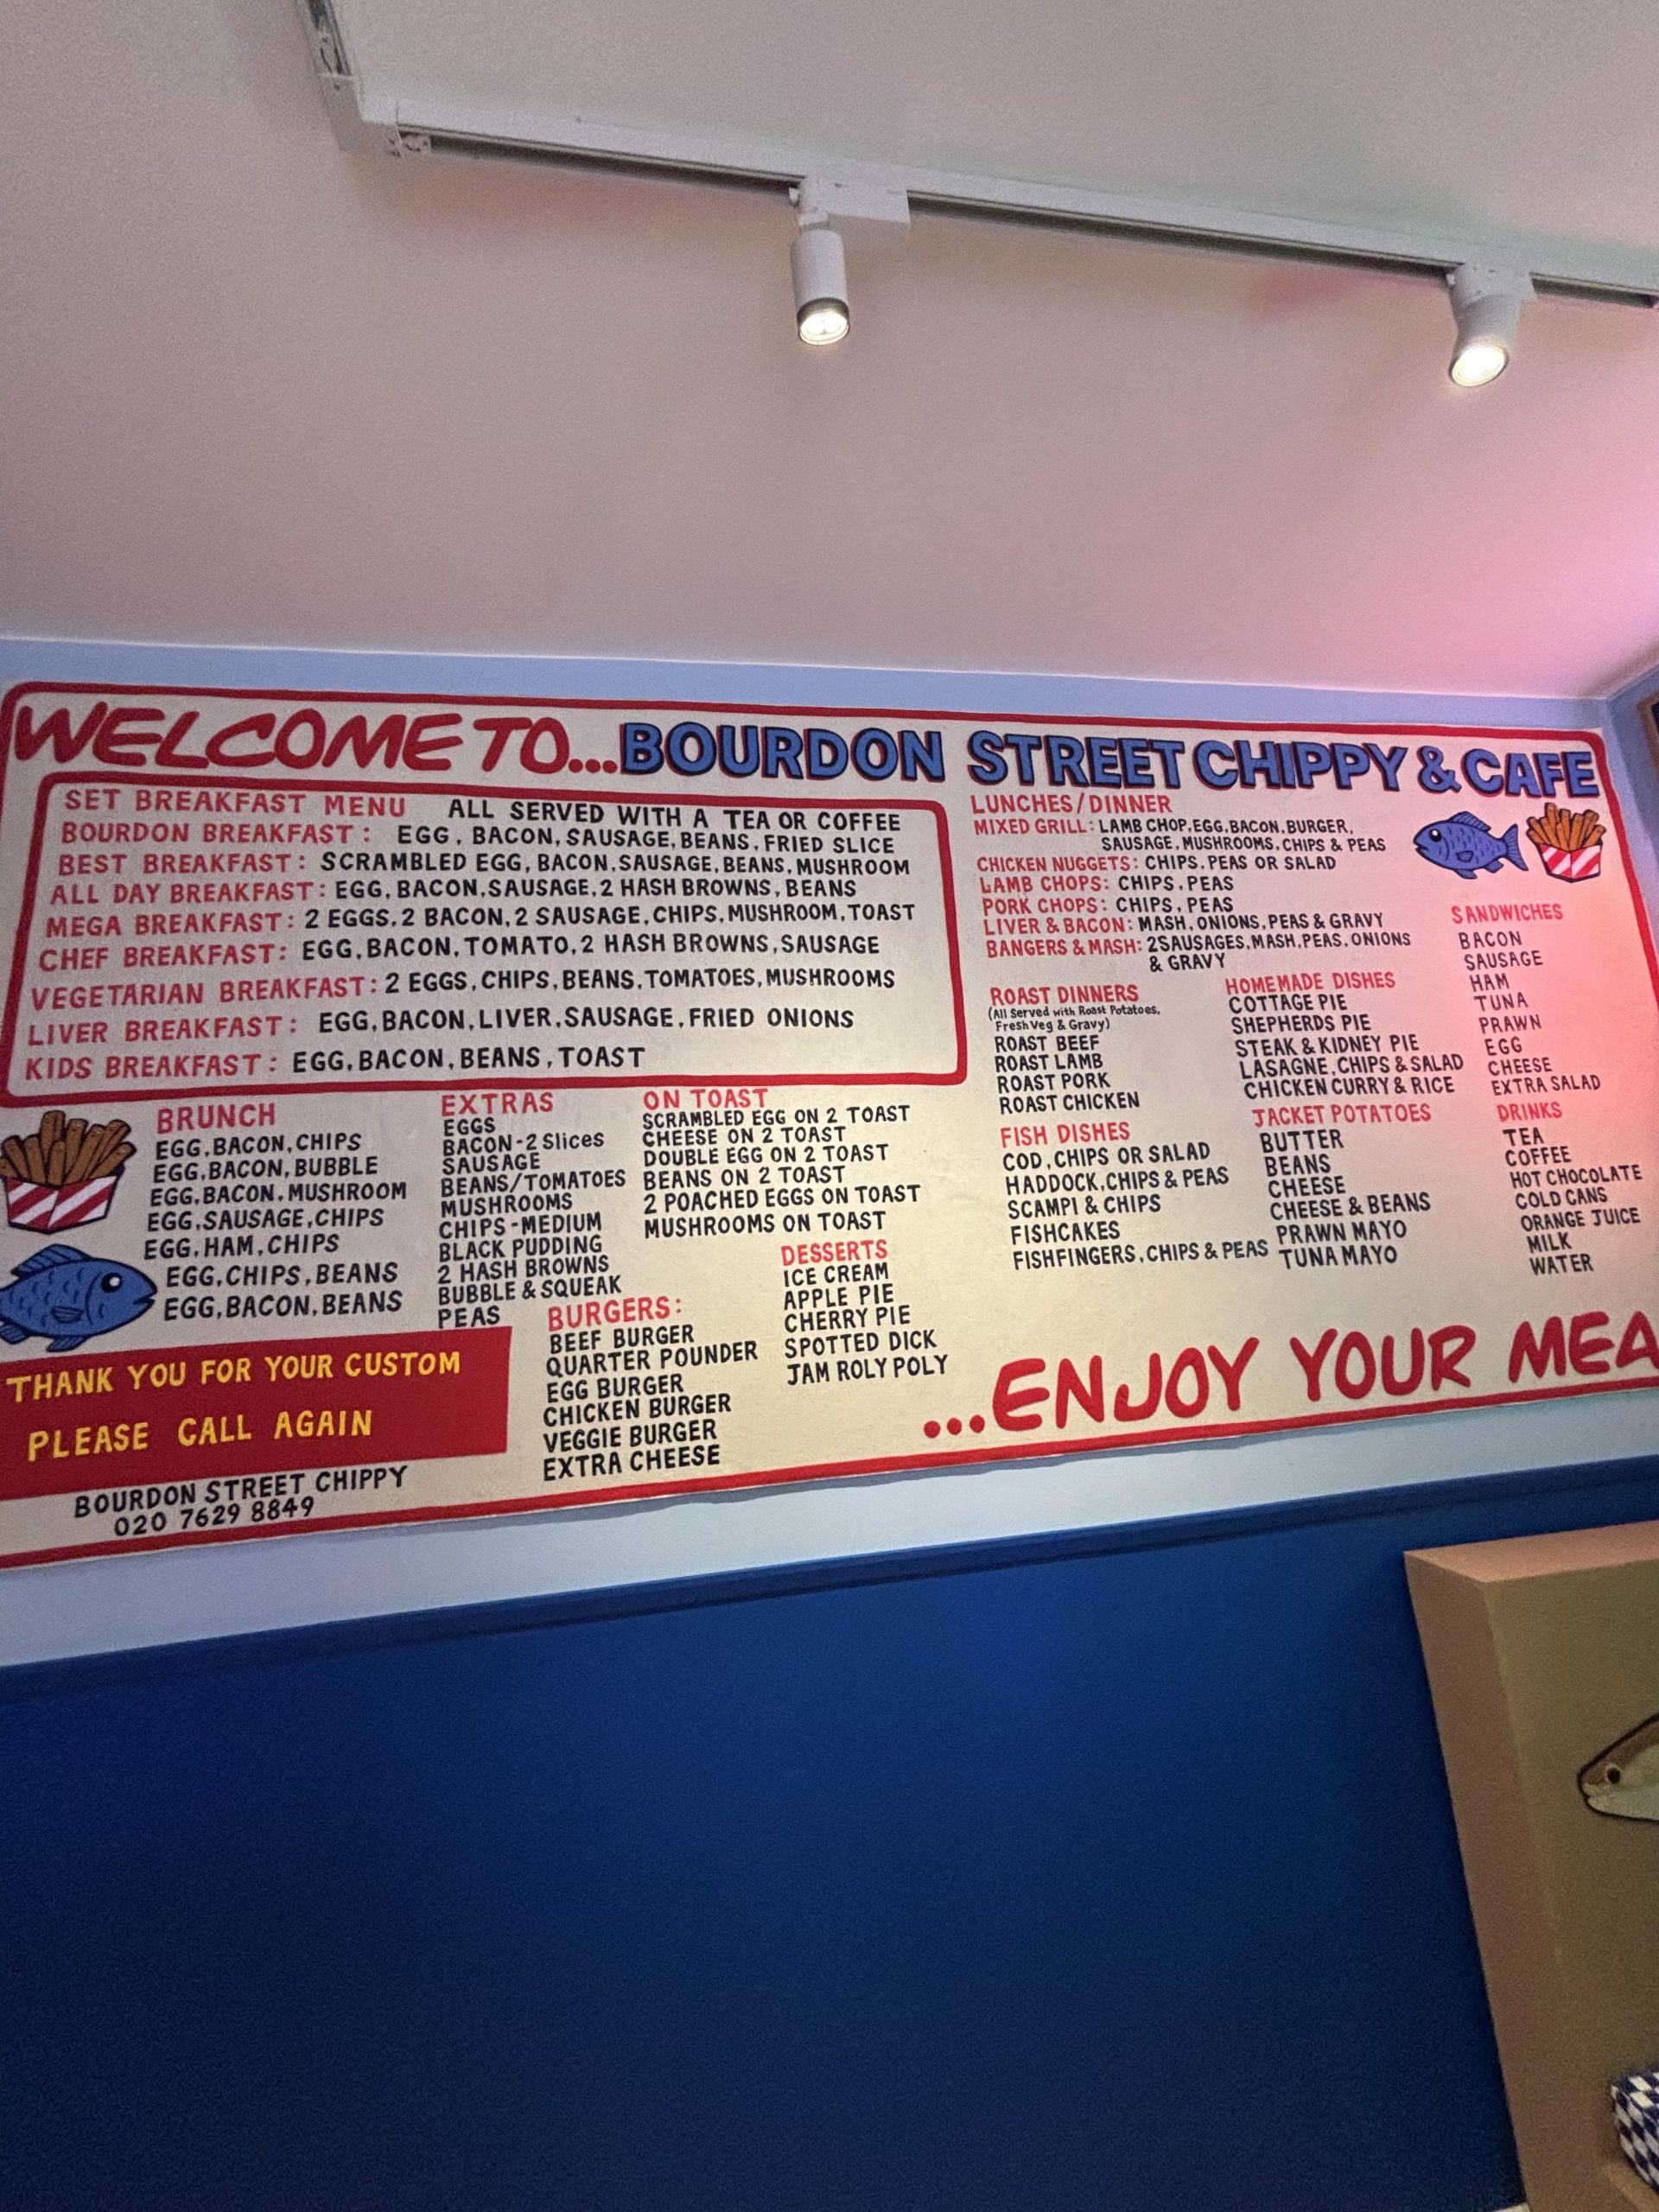 WELCOME TO...BOURDON STREET CHIPPY & CAFE
SET BREAKFAST MENU ALL SERVED WITH A TEA OR COFFEE
BOURDON BREAKFAST: EGG, BACON, SAUSAGE, BEANS, FRIED SLICE
BEST BREAKFAST: SCRAMBLED EGG, BACON, SAUSAGE, BEANS, MUSHROOM
ALL DAY BREAKFAST: EGG, BACON, SAUSAGE, 2 HASH BROWNS, BEANS
MEGA BREAKFAST: 2 EGGS, 2 BACON, 2 SAUSAGE, CHIPS, MUSHROOM, TOAST
CHEF BREAKFAST: EGG, BACON, TOMATO, 2 HASH BROWNS, SAUSAGE
VEGETARIAN BREAKFAST: 2 EGGS, CHIPS, BEANS, TOMATOES, MUSHROOMS
LIVER BREAKFAST: EGG, BACON, LIVER, SAUSAGE, FRIED ONIONS
KIDS BREAKFAST: EGG, BACON, BEANS, TOAST
BRUNCH
EGG, BACON, CHIPS
EGG, BACON, BUBBLE
EGG, BACON, MUSHROOM
EGG, SAUSAGE, CHIPS
EGG, HAM, CHIPS
EGG, CHIPS, BEANS
EGG, BACON, BEANS
EXTRAS
EGGS
BACON-2 Slices
SAUSAGE
BEANS/TOMATOES
MUSHROOMS
CHIPS-MEDIUM
BLACK PUDDING
2 HASH BROWNS
BUBBLE & SQUEAK
PEAS
ON TOAST
SCRAMBLED EGG ON 2 TOAST
CHEESE ON 2 TOAST
DOUBLE EGG ON 2 TOAST
BEANS ON 2 TOAST
2 POACHED EGGS ON TOAST
MUSHROOMS ON TOAST
BURGERS:
BEEF BURGER
QUARTER POUNDER
EGG BURGER
CHICKEN BURGER
VEGGIE BURGER
EXTRA CHEESE
DESSERTS
ICE CREAM
APPLE PIE
CHERRY PIE
SPOTTED DICK
JAM ROLY POLY
THANK YOU FOR YOUR CUSTOM
PLEASE CALL AGAIN
BOURDON STREET CHIPPY
020 7629 8849
LUNCHES/DINNER
MIXED GRILL: LAMB CHOP, EGG, BACON, BURGER,
SAUSAGE, MUSHROOMS, CHIPS & PEAS
CHICKEN NUGGETS: CHIPS, PEAS OR SALAD
LAMB CHOPS: CHIPS, PEAS
PORK CHOPS: CHIPS, PEAS
LIVER & BACON: MASH, ONIONS, PEAS & GRAVY
BANGERS & MASH: 2 SAUSAGES, MASH, PEAS, ONIONS
& GRAVY
ROAST DINNERS
(All Served with Roast Potatoes,
Fresh Veg & Gravy)
ROAST BEEF
ROAST LAMB
ROAST PORK
ROAST CHICKEN
FISH DISHES
COD, CHIPS OR SALAD
HADDOCK, CHIPS & PEAS
SCAMPI & CHIPS
FISHCAKES
FISHFINGERS, CHIPS & PEAS
HOMEMADE DISHES
COTTAGE PIE
SHEPHERDS PIE
STEAK & KIDNEY PIE
LASAGNE, CHIPS & SALAD
CHICKEN CURRY & RICE
JACKET POTATOES
BUTTER
BEANS
CHEESE
CHEESE & BEANS
PRAWN MAYO
TUNA MAYO
SANDWICHES
BACON
SAUSAGE
HAM
TUNA
PRAWN
EGG
CHEESE
EXTRA SALAD
DRINKS
TEA
COFFEE
HOT CHOCOLATE
COLD CANS
ORANGE JUICE
MILK
WATER
...ENJOY YOUR MEA